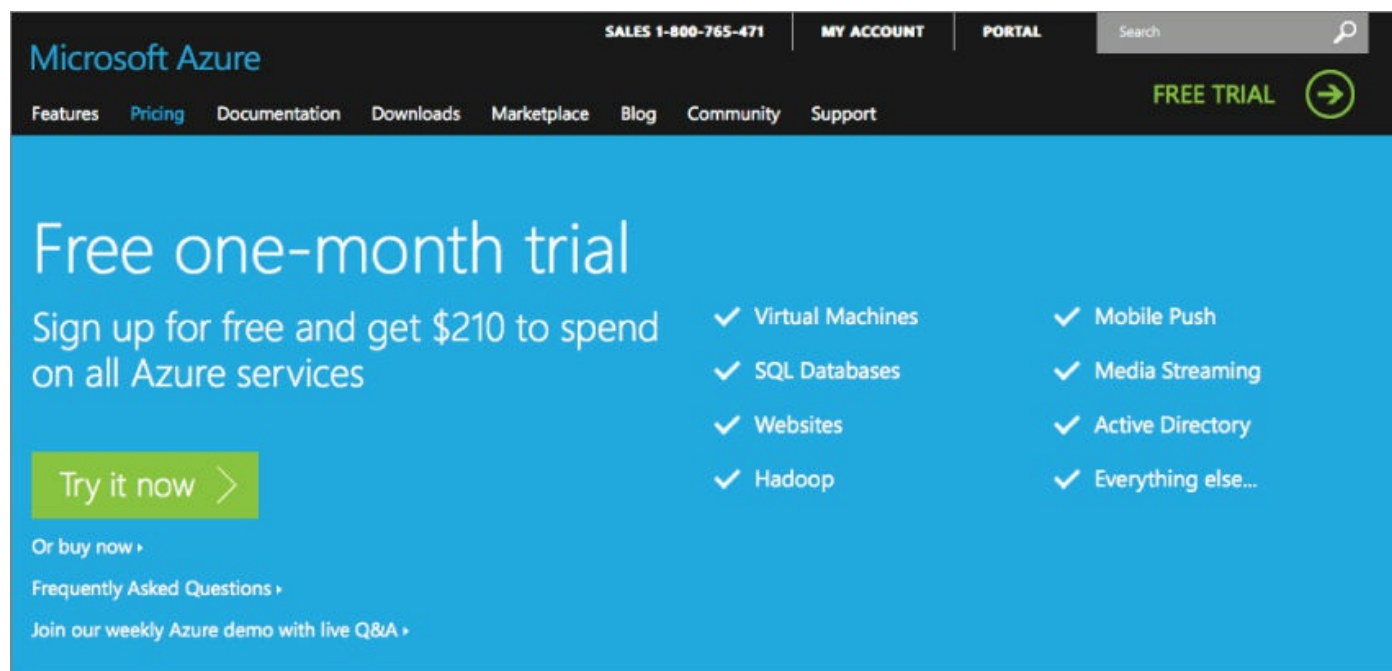 SALES 1-800-765-471 MY ACCOUNT PORTAL Search
Microsoft Azure
FREE TRIAL
Features Pricing Documentation Downloads Marketplace Blog Community Support
Free one-month trial
Sign up for free and get $210 to spend
on all Azure services
Try it now
Or buy now
Frequently Asked Questions
Join our weekly Azure demo with live Q&A
Virtual Machines
SQL Databases
Websites
Hadoop
Mobile Push
Media Streaming
Active Directory
Everything else...